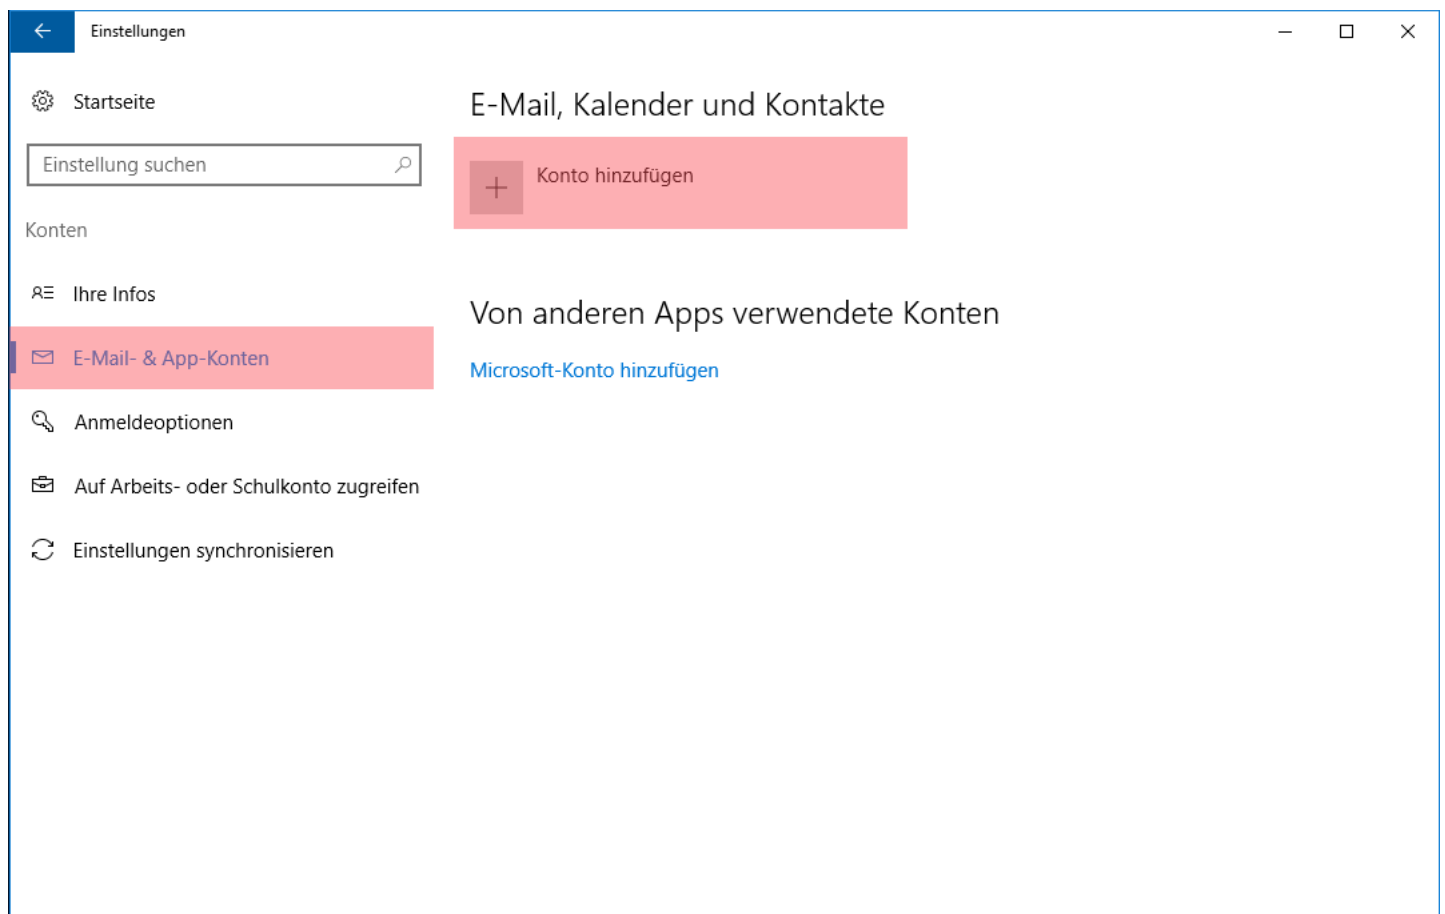 Einstellungen
Startseite
Einstellung suchen
Konten
Ihre Infos
E-Mail- & App-Konten
Anmeldeoptionen
Auf Arbeits- oder Schulkonto zugreifen
Einstellungen synchronisieren
E-Mail, Kalender und Kontakte
Konto hinzufügen
Von anderen Apps verwendete Konten
Microsoft-Konto hinzufügen